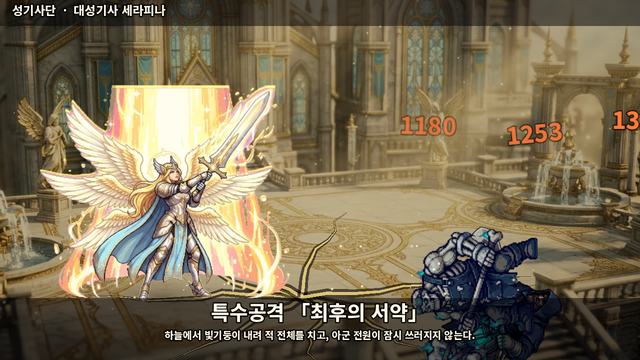 성기사단 · 대성기사 세라피나
1180
1253
13
특수공격 「최후의 서약」
하늘에서 빛기둥이 내려 적 전체를 치고, 아군 전원이 잠시 쓰러지지 않는다.